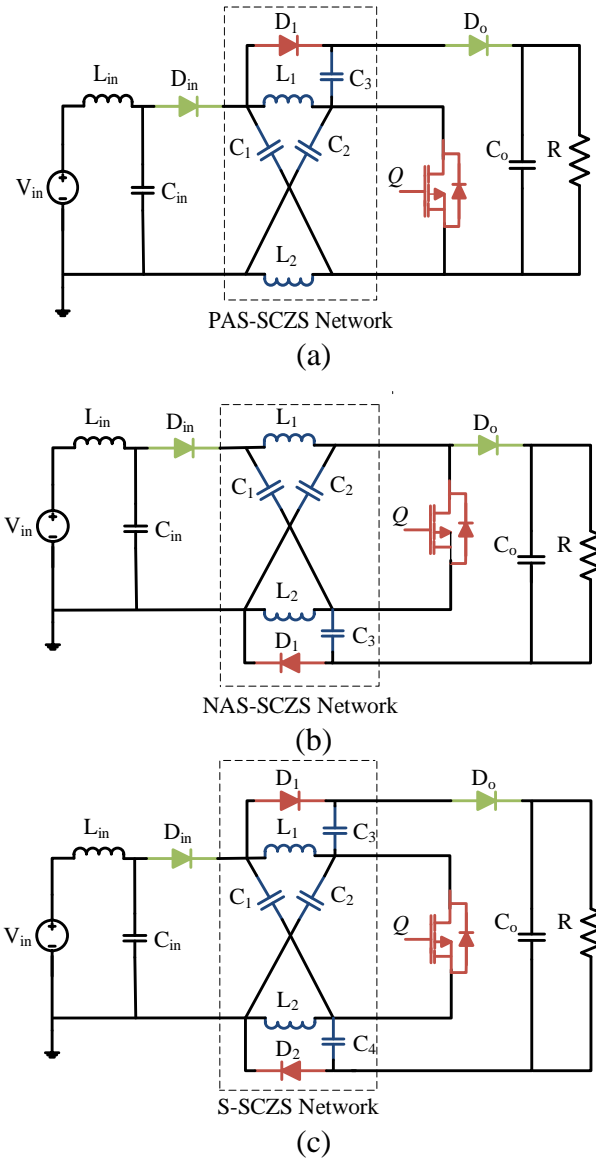 D₁ Dₒ
Lᵢₙ Dᵢₙ L₁ C₃
C₁ C₂ Cₒ R
Vᵢₙ Cᵢₙ Q
L₂
PAS-SCZS Network
(a)
Lᵢₙ Dᵢₙ L₁ Dₒ
C₁ C₂
Vᵢₙ Cᵢₙ Q Cₒ R
L₂
D₁ C₃
NAS-SCZS Network
(b)
D₁ Dₒ
Lᵢₙ Dᵢₙ L₁ C₃
C₁ C₂
Vᵢₙ Cᵢₙ Q Cₒ R
L₂
D₂ C₄
S-SCZS Network
(c)